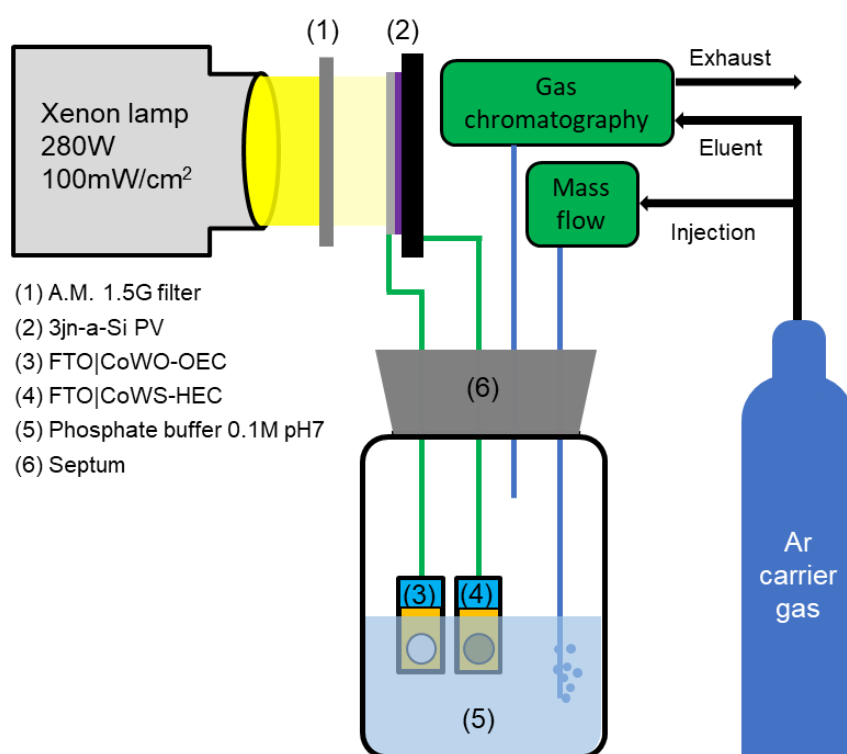 (1)
(2)
Xenon lamp
280W
100mW/cm²
Gas
chromatography
Exhaust
Eluent
Mass
flow
Injection
(1) A.M. 1.5G filter
(2) 3jn-a-Si PV
(3) FTO|CoWO-OEC
(4) FTO|CoWS-HEC
(5) Phosphate buffer 0.1M pH7
(6) Septum
(6)
Ar
carrier
gas
(3)
(4)
(5)